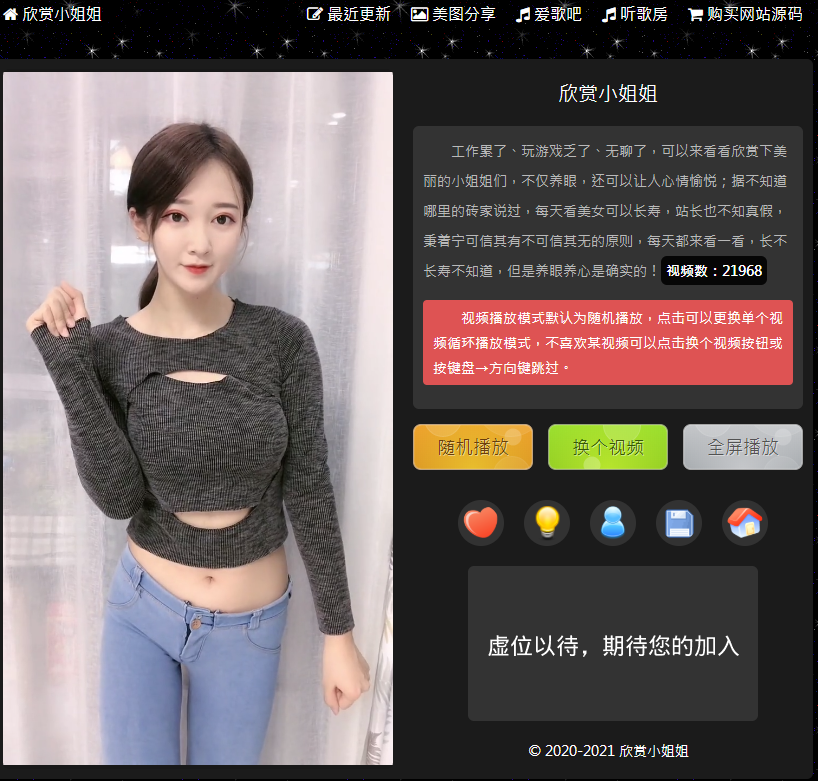 欣赏小姐姐 最近更新 美图分享 爱歌吧 听歌房 购买网站源码
欣赏小姐姐
工作累了、玩游戏乏了、无聊了，可以来看看欣赏下美
丽的小姐姐们，不仅养眼，还可以让人心情愉悦；据不知道
哪里的砖家说过，每天看美女可以长寿，站长也不知真假，
秉着宁可信其有不可信其无的原则，每天都来看一看，长不
长寿不知道，但是养眼养心是确实的！视频数：21968
视频播放模式默认为随机播放，点击可以更换单个视
频循环播放模式，不喜欢某视频可以点击换个视频按钮或
按键盘→方向键跳过。
随机播放 换个视频 全屏播放
虚位以待，期待您的加入
© 2020-2021 欣赏小姐姐